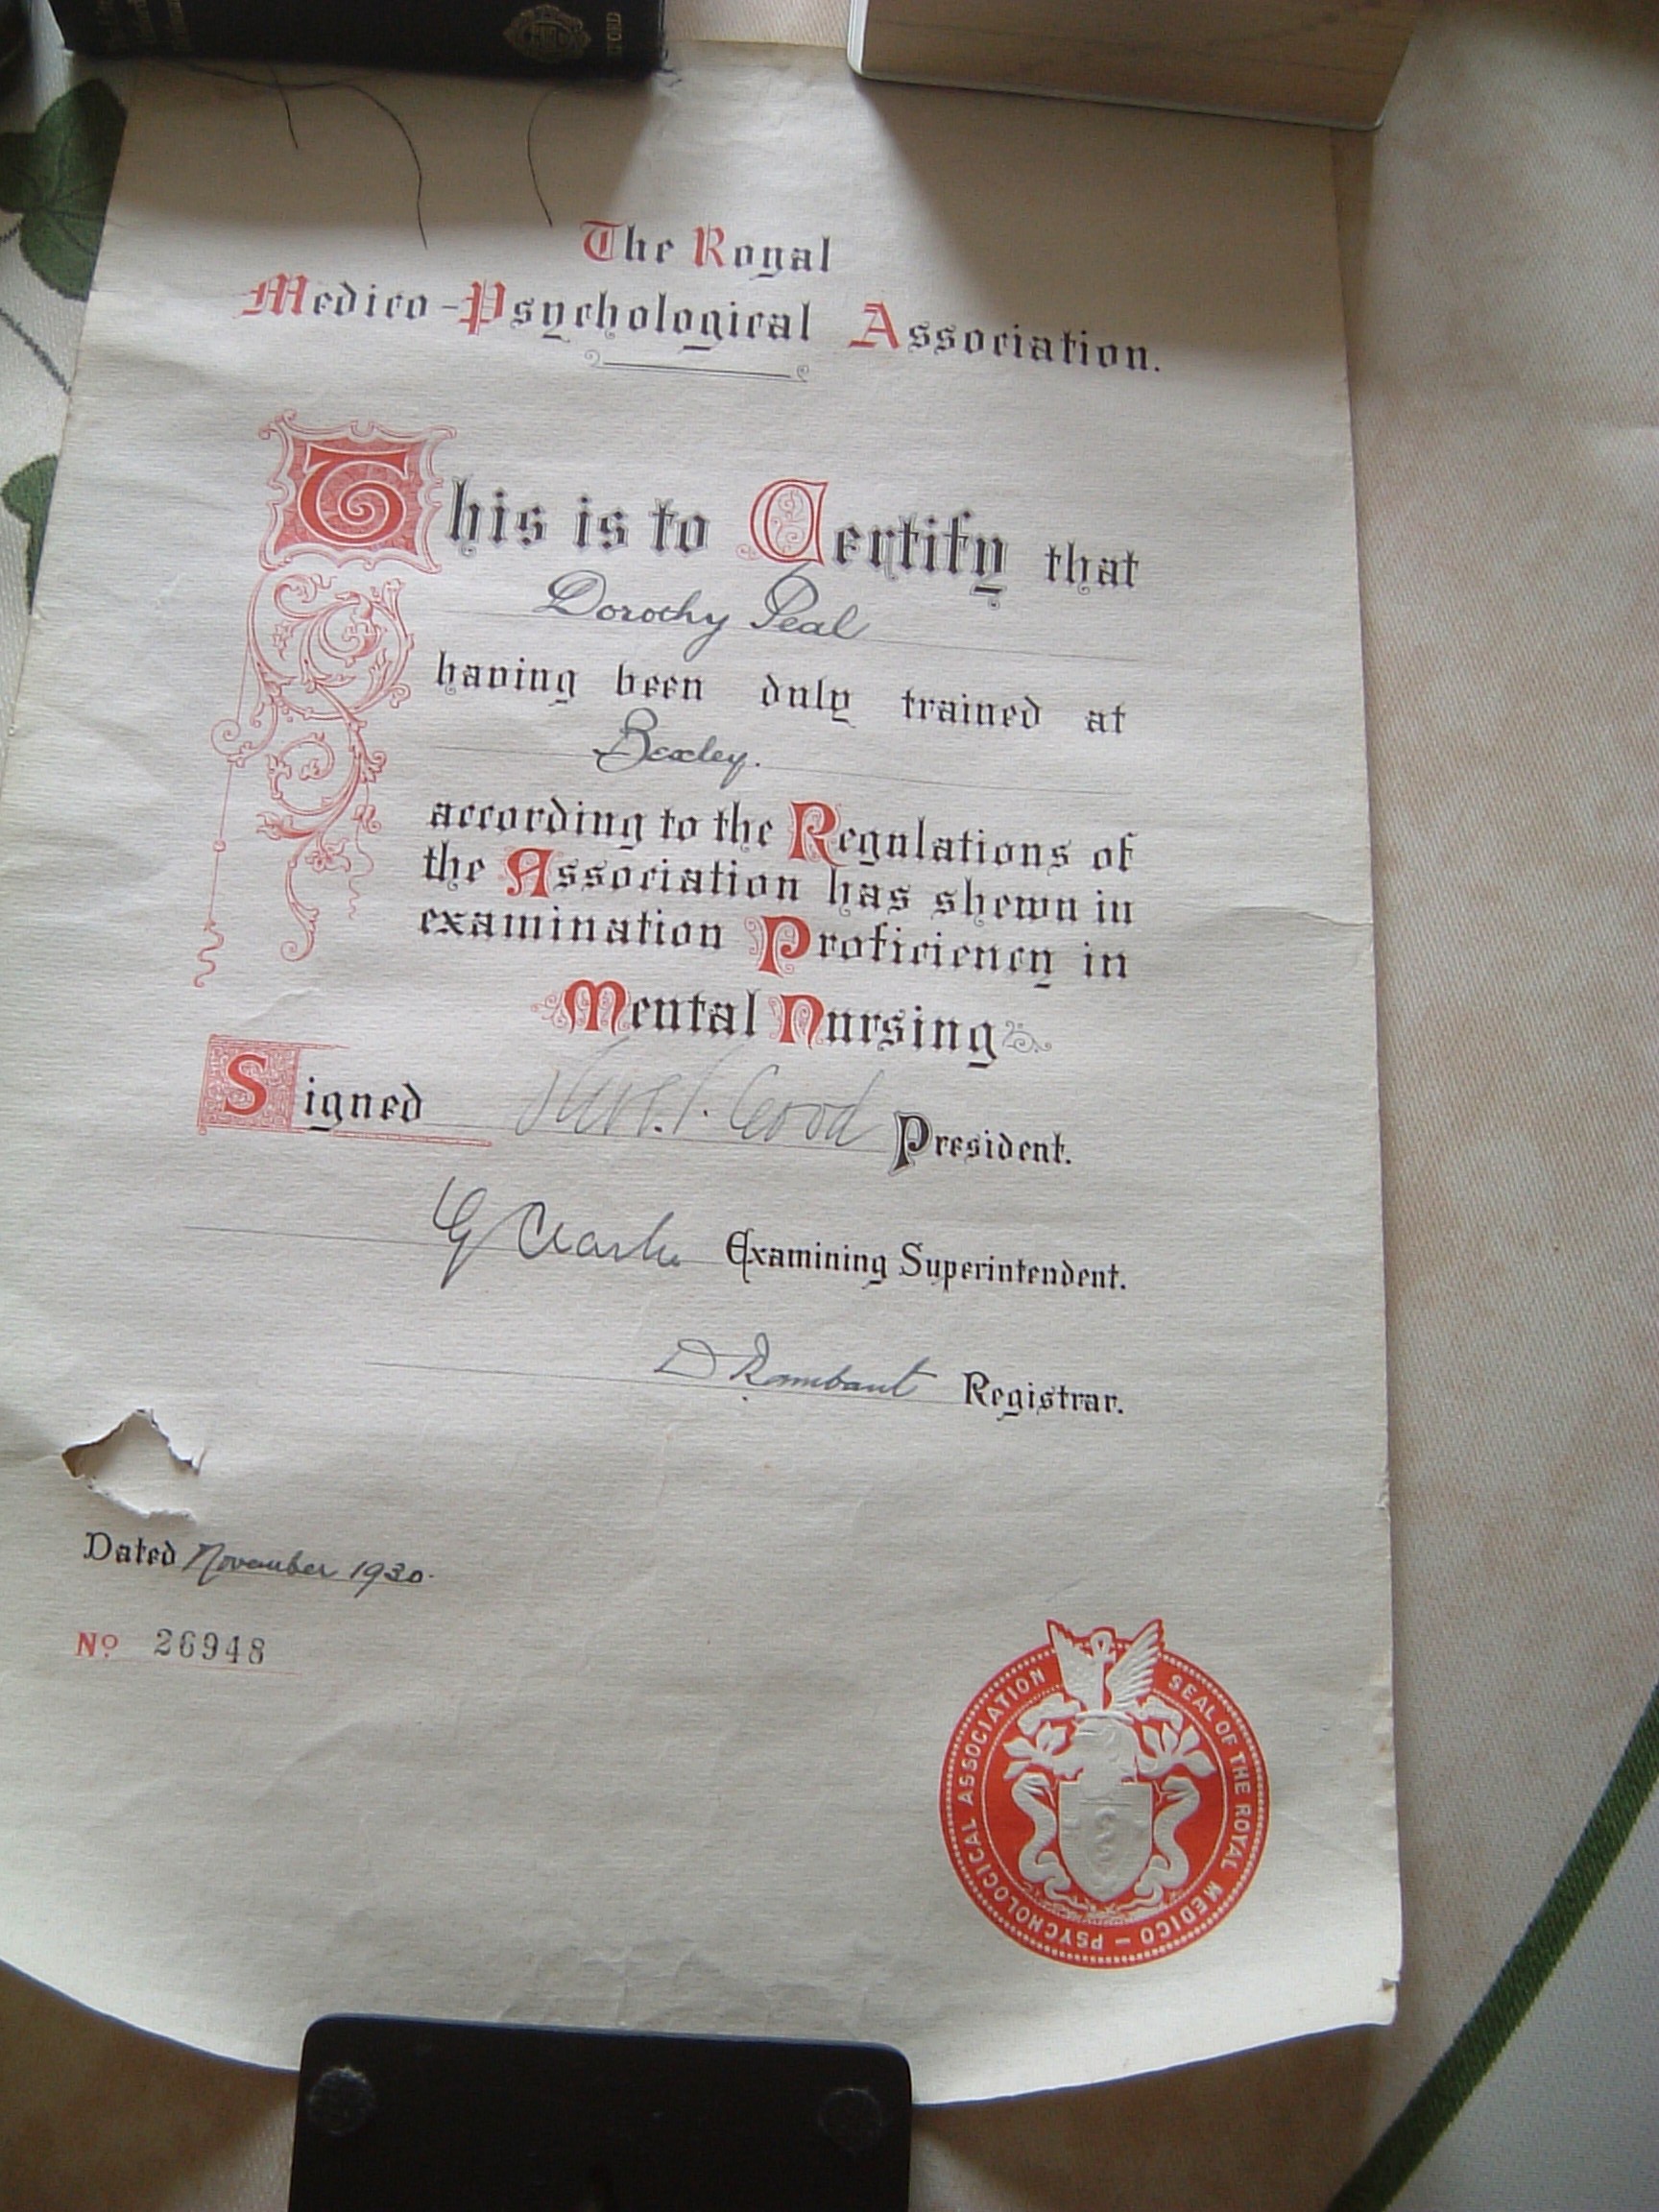 The Royal
Medico-Psychological Association.
This is to Certify that
Dorothy Peal
having been duly trained at
Bexley.
according to the Regulations of
the Association has shewn in
examination Proficiency in
Mental Nursing
Signed Good President.
G Clarke Examining Superintendent.
D Rambaut Registrar.
Dated November 1930.
No 26948
SEAL OF THE ROYAL MEDICO-PSYCHOLOGICAL ASSOCIATION